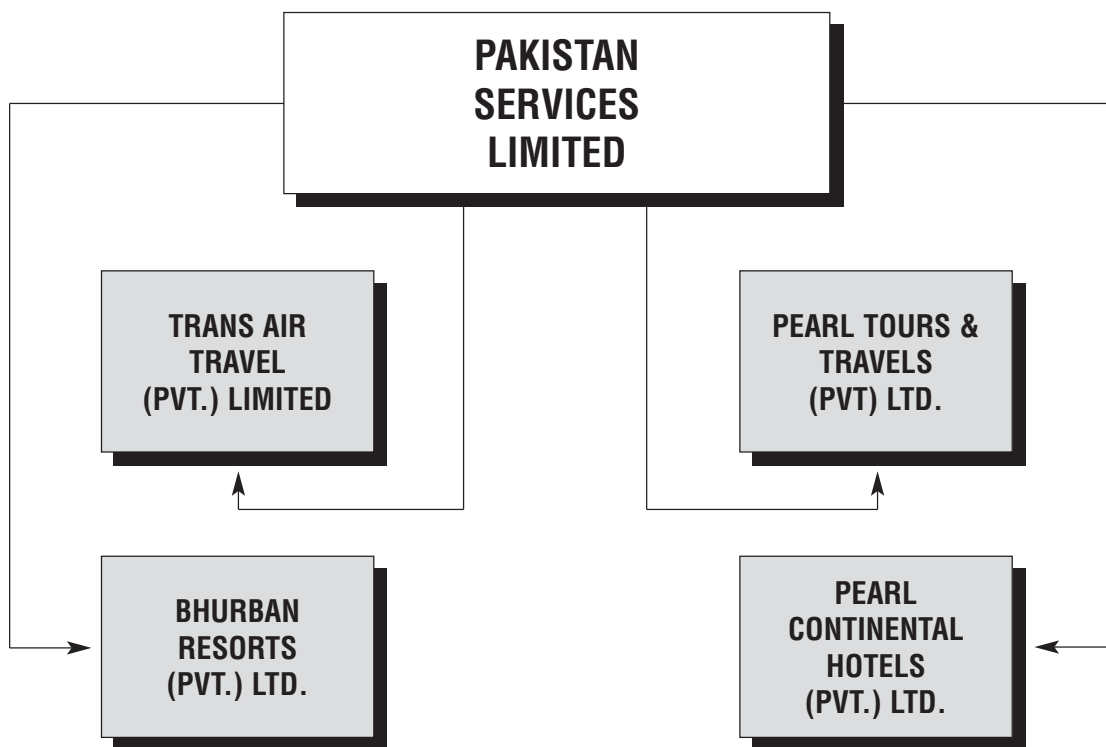 PAKISTAN
SERVICES
LIMITED
TRANS AIR
TRAVEL
(PVT.) LIMITED
PEARL TOURS &
TRAVELS
(PVT) LTD.
BHURBAN
RESORTS
(PVT.) LTD.
PEARL
CONTINENTAL
HOTELS
(PVT.) LTD.